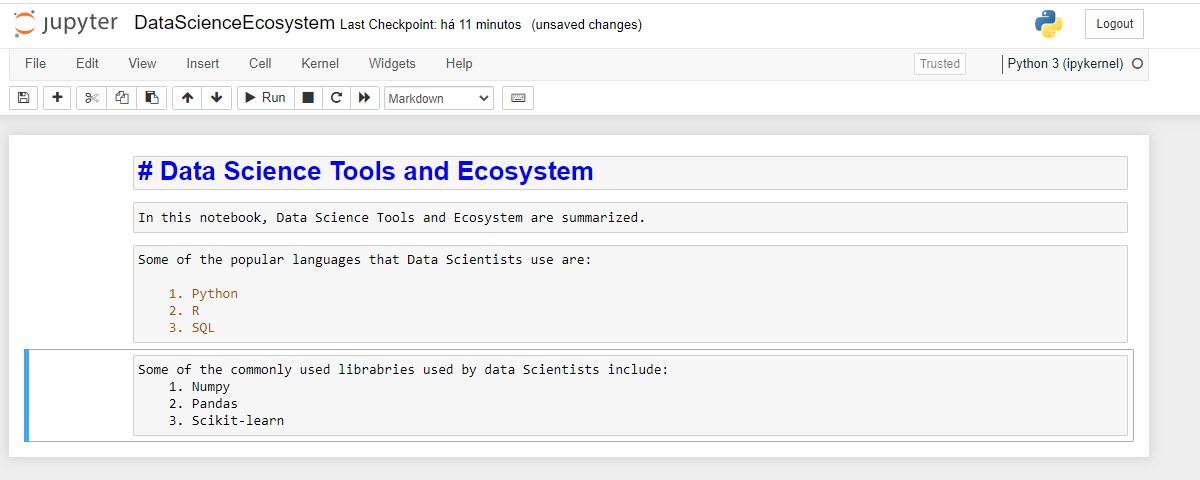 jupyter DataScienceEcosystem Last Checkpoint: há 11 minutos (unsaved changes) Logout
File Edit View Insert Cell Kernel Widgets Help Trusted Python 3 (ipykernel)
Run Markdown
# Data Science Tools and Ecosystem
In this notebook, Data Science Tools and Ecosystem are summarized.
Some of the popular languages that Data Scientists use are:
1. Python
2. R
3. SQL
Some of the commonly used librabries used by data Scientists include:
1. Numpy
2. Pandas
3. Scikit-learn